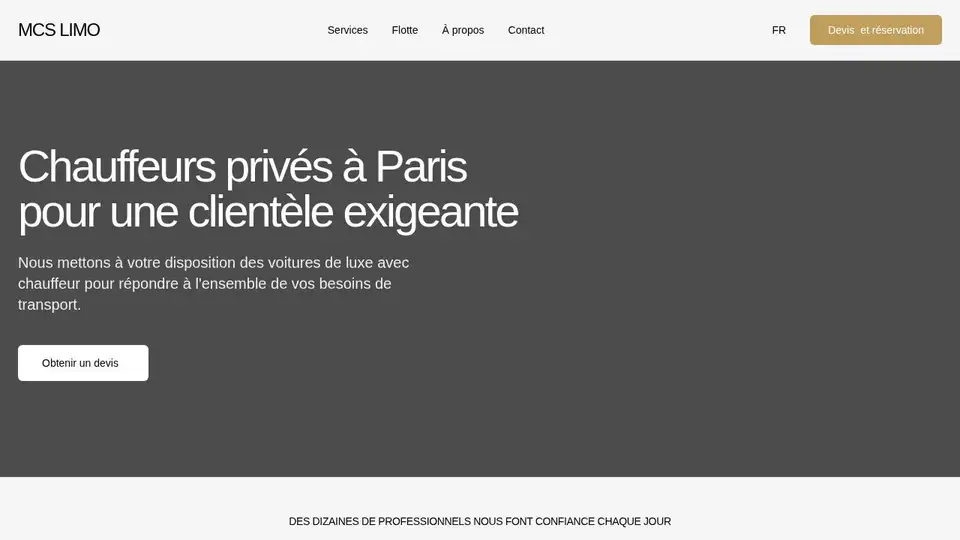 MCS LIMO
Services
Flotte
À propos
Contact
FR
Devis et réservation
Chauffeurs privés à Paris
pour une clientèle exigeante
Nous mettons à votre disposition des voitures de luxe avec
chauffeur pour répondre à l'ensemble de vos besoins de
transport.
Obtenir un devis
DES DIZAINES DE PROFESSIONNELS NOUS FONT CONFIANCE CHAQUE JOUR